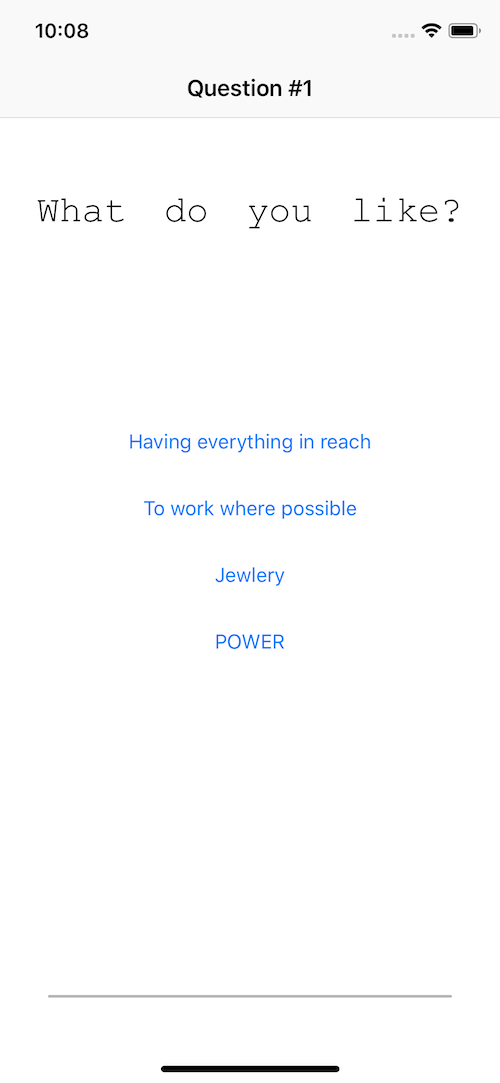 10:08
Question #1
What do you like?
Having everything in reach
To work where possible
Jewlery
POWER